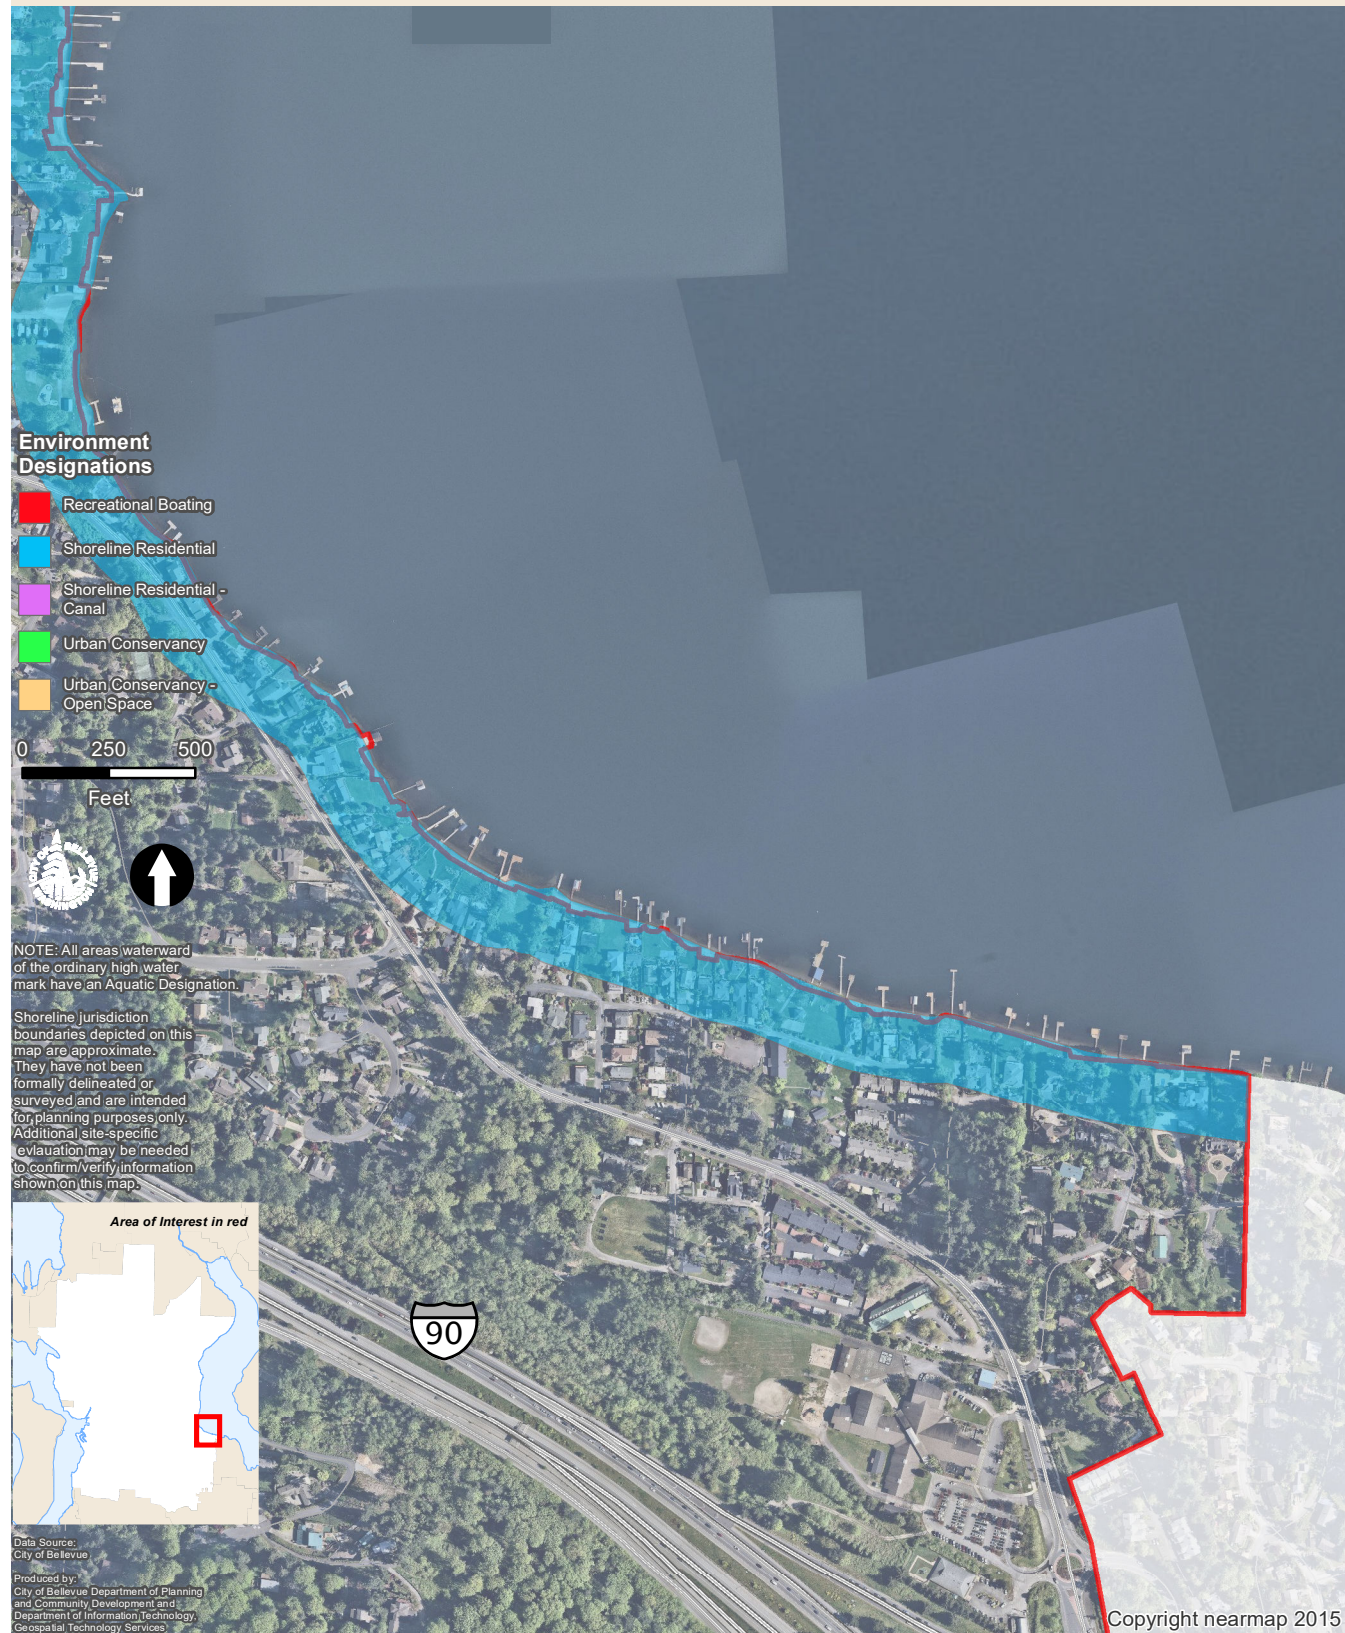 Environment
Designations
Recreational Boating
Shoreline Residential
Shoreline Residential -
Canal
Urban Conservancy
Urban Conservancy -
Open Space
0 250 500
Feet
CITY OF BELLEVUE
NOTE: All areas waterward
of the ordinary high water
mark have an Aquatic Designation.
Shoreline jurisdiction
boundaries depicted on this
map are approximate.
They have not been
formally delineated or
surveyed and are intended
for planning purposes only.
Additional site-specific
evlauation may be needed
to confirm/verify information
shown on this map.
Area of Interest in red
90
Data Source:
City of Bellevue
Produced by:
City of Bellevue Department of Planning
and Community Development and
Department of Information Technology,
Geospatial Technology Services
Copyright nearmap 2015